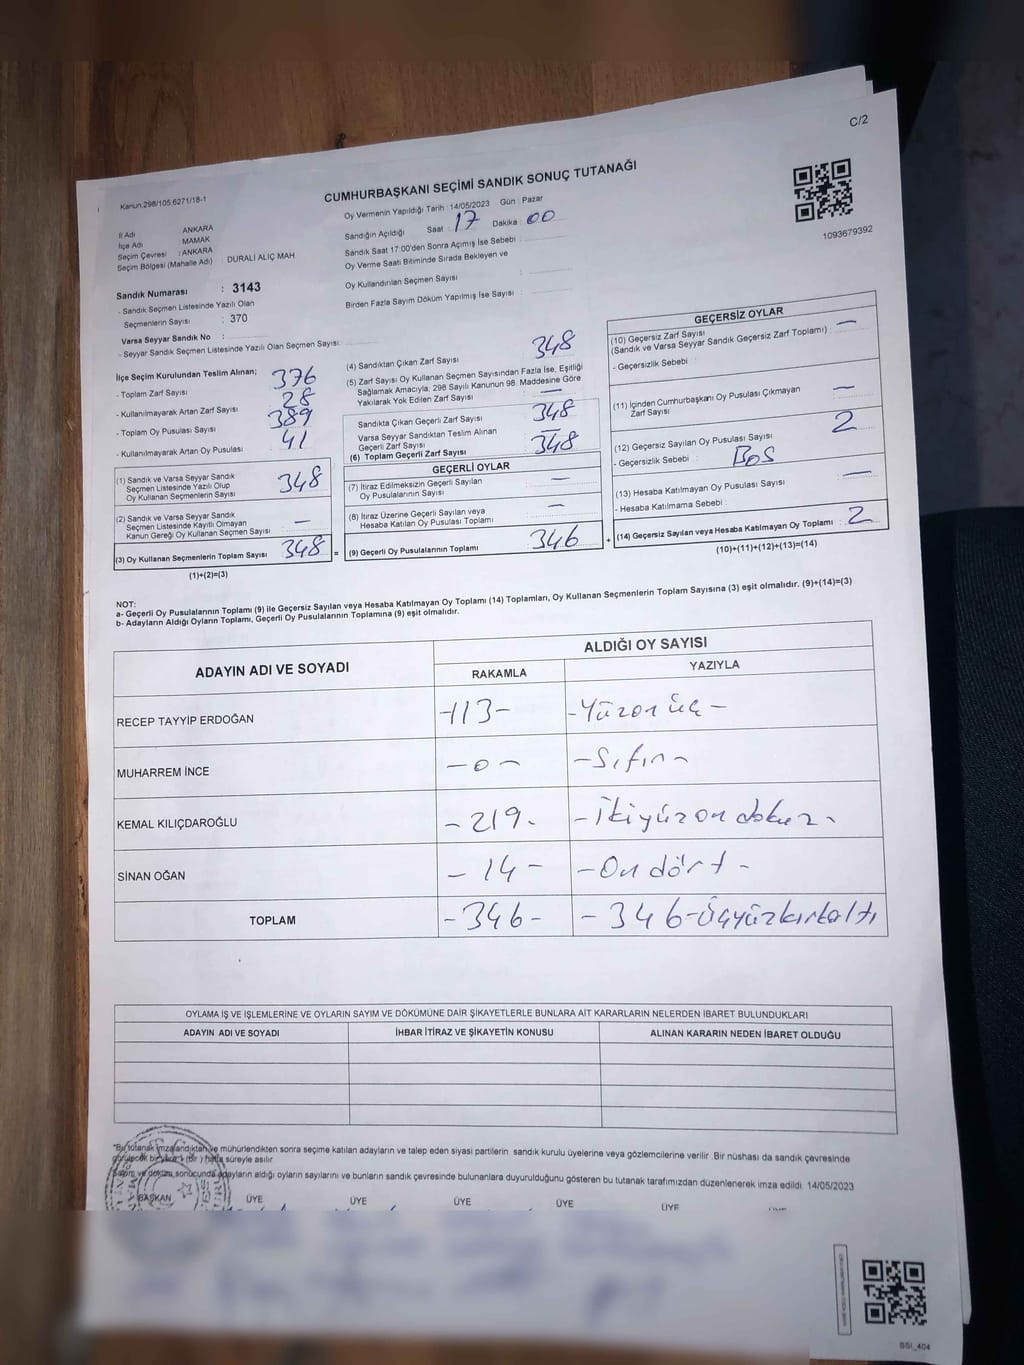 C/2
Kanun.298/105.6271/18-1
CUMHURBAŞKANI SEÇİMİ SANDIK SONUÇ TUTANAĞI
1093679392
İl Adı ANKARA
İlçe Adı MAMAK
Seçim Çevresi : ANKARA
Seçim Bölgesi (Mahalle Adı) DURALİ ALIÇ MAH
Sandık Numarası : 3143
- Sandık Seçmen Listesinde Yazılı Olan
Seçmenlerin Sayısı : 370
Varsa Seyyar Sandık No :
- Seyyar Sandık Seçmen Listesinde Yazılı Olan Seçmen Sayısı:
Oy Vermenin Yapıldığı Tarih : 14/05/2023 Gün : Pazar
Sandığın Açıldığı Saat : 17 Dakika : 00
Sandık Saat 17:00'den Sonra Açımış İse Sebebi :
Oy Verme Saati Bitiminde Sırada Bekleyen ve
Oy Kullandırılan Seçmen Sayısı :
Birden Fazla Sayım Döküm Yapılmış İse Sayısı :
İlçe Seçim Kurulundan Teslim Alınan;
- Toplam Zarf Sayısı 376
- Kullanılmayarak Artan Zarf Sayısı 28
- Toplam Oy Pusulası Sayısı 389
- Kullanılmayarak Artan Oy Pusulası 41
(1) Sandık ve Varsa Seyyar Sandık
Seçmen Listesinde Yazılı Olup
Oy Kullanan Seçmenlerin Sayısı 348
(2) Sandık ve Varsa Seyyar Sandık
Seçmen Listesinde Kayıtlı Olmayan
Kanun Gereği Oy Kullanan Seçmen Sayısı —
(3) Oy Kullanan Seçmenlerin Toplam Sayısı 348 =
(1)+(2)=(3)
(4) Sandıktan Çıkan Zarf Sayısı 348
(5) Zarf Sayısı Oy Kullanan Seçmen Sayısından Fazla İse, Eşitliği
Sağlamak Amacıyla, 298 Sayılı Kanunun 98. Maddesine Göre
Yakılarak Yok Edilen Zarf Sayısı —
Sandıkta Çıkan Geçerli Zarf Sayısı 348
Varsa Seyyar Sandıktan Teslim Alınan
Geçerli Zarf Sayısı —
(6) Toplam Geçerli Zarf Sayısı 348
GEÇERLİ OYLAR
(7) İtiraz Edilmeksizin Geçerli Sayılan
Oy Pusulalarının Sayısı —
(8) İtiraz Üzerine Geçerli Sayılan veya
Hesaba Katılan Oy Pusulası Toplamı —
(9) Geçerli Oy Pusulalarının Toplamı 346 +
GEÇERSİZ OYLAR
(10) Geçersiz Zarf Sayısı
(Sandık ve Varsa Seyyar Sandık Geçersiz Zarf Toplamı) : —
- Geçersizlik Sebebi :
(11) İçinden Cumhurbaşkanı Oy Pusulası Çıkmayan
Zarf Sayısı —
(12) Geçersiz Sayılan Oy Pusulası Sayısı 2
- Geçersizlik Sebebi : BOS
(13) Hesaba Katılmayan Oy Pusulası Sayısı —
- Hesaba Katılmama Sebebi :
(14) Geçersiz Sayılan veya Hesaba Katılmayan Oy Toplamı : 2
(10)+(11)+(12)+(13)=(14)
NOT:
a- Geçerli Oy Pusulalarının Toplamı (9) ile Geçersiz Sayılan veya Hesaba Katılmayan Oy Toplamı (14) Toplamları, Oy Kullanan Seçmenlerin Toplam Sayısına (3) eşit olmalıdır. (9)+(14)=(3)
b- Adayların Aldığı Oyların Toplamı, Geçerli Oy Pusulalarının Toplamına (9) eşit olmalıdır.
ADAYIN ADI VE SOYADI ALDIĞI OY SAYISI
RAKAMLA YAZIYLA
RECEP TAYYİP ERDOĞAN -113- -Yüzonüç-
MUHARREM İNCE -0- -Sıfır-
KEMAL KILIÇDAROĞLU -219- -İkiyüzondokuz-
SİNAN OĞAN -14- -Ondört-
TOPLAM -346- -346-Üçyüzkırkaltı
OYLAMA İŞ VE İŞLEMLERİNE VE OYLARIN SAYIM VE DÖKÜMÜNE DAİR ŞİKAYETLERLE BUNLARA AİT KARARLARIN NELERDEN İBARET BULUNDUKLARI
ADAYIN ADI VE SOYADI İHBAR İTİRAZ VE ŞİKAYETİN KONUSU ALINAN KARARIN NEDEN İBARET OLDUĞU
*Bu tutanak imzalandıktan ve mühürlendikten sonra seçime katılan adayların ve talep eden siyasi partilerin sandık kurulu üyelerine veya gözlemcilerine verilir. Bir nüshası da sandık çevresinde
görülecek bir yere 1 (bir) hafta süreyle asılır
Sayım ve döküm sonucunda adayların aldığı oyların sayılarını ve bunların sandık çevresinde bulunanlara duyurulduğunu gösteren bu tutanak tarafımızdan düzenlenerek imza edildi. 14/05/2023
BAŞKAN ÜYE ÜYE ÜYE ÜYE ÜYE